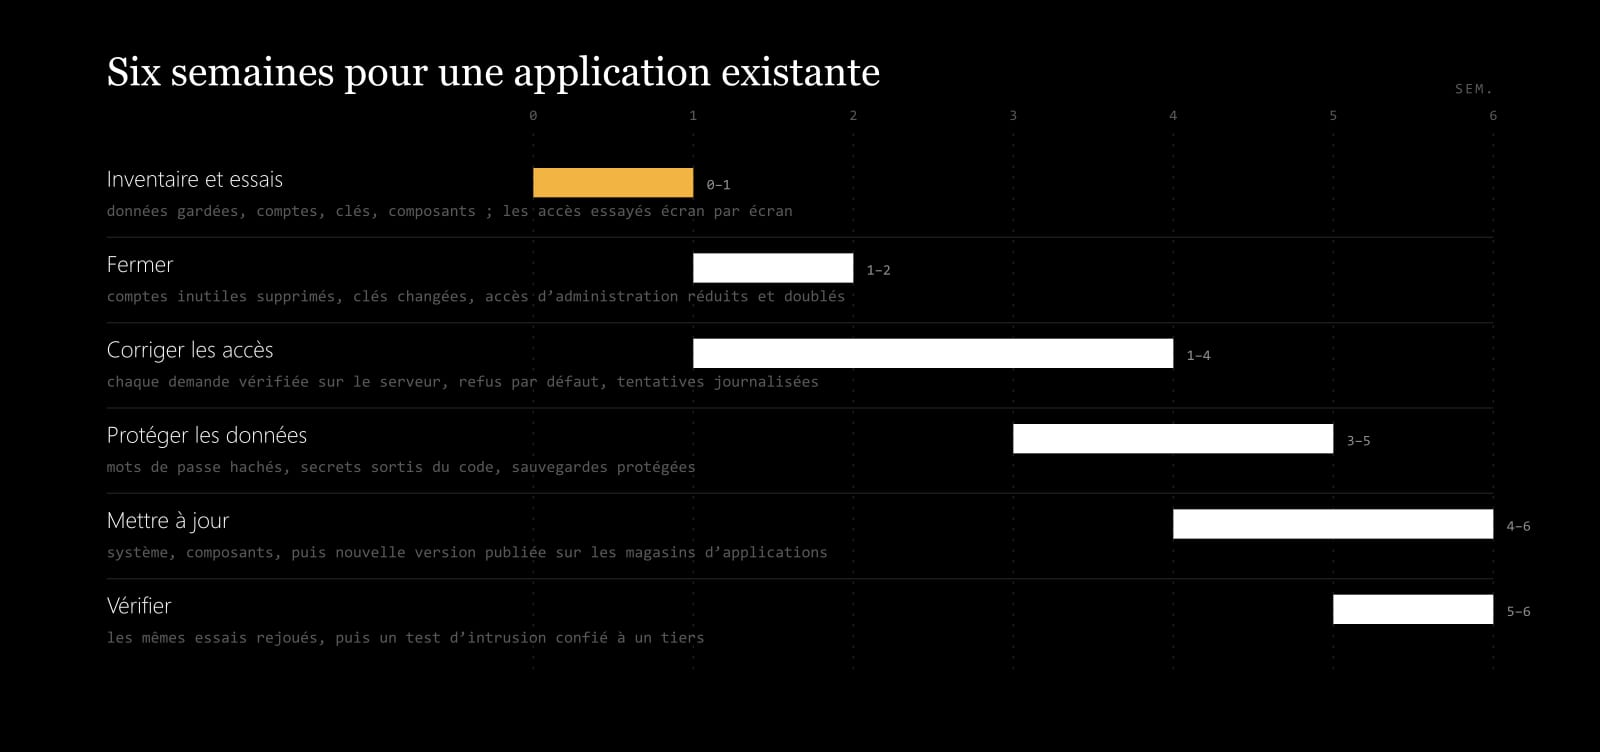 Six semaines pour une application existante
SEM.
0 1 2 3 4 5 6
Inventaire et essais
0–1
données gardées, comptes, clés, composants ; les accès essayés écran par écran
Fermer
1–2
comptes inutiles supprimés, clés changées, accès d’administration réduits et doublés
Corriger les accès
1–4
chaque demande vérifiée sur le serveur, refus par défaut, tentatives journalisées
Protéger les données
3–5
mots de passe hachés, secrets sortis du code, sauvegardes protégées
Mettre à jour
4–6
système, composants, puis nouvelle version publiée sur les magasins d’applications
Vérifier
5–6
les mêmes essais rejoués, puis un test d’intrusion confié à un tiers